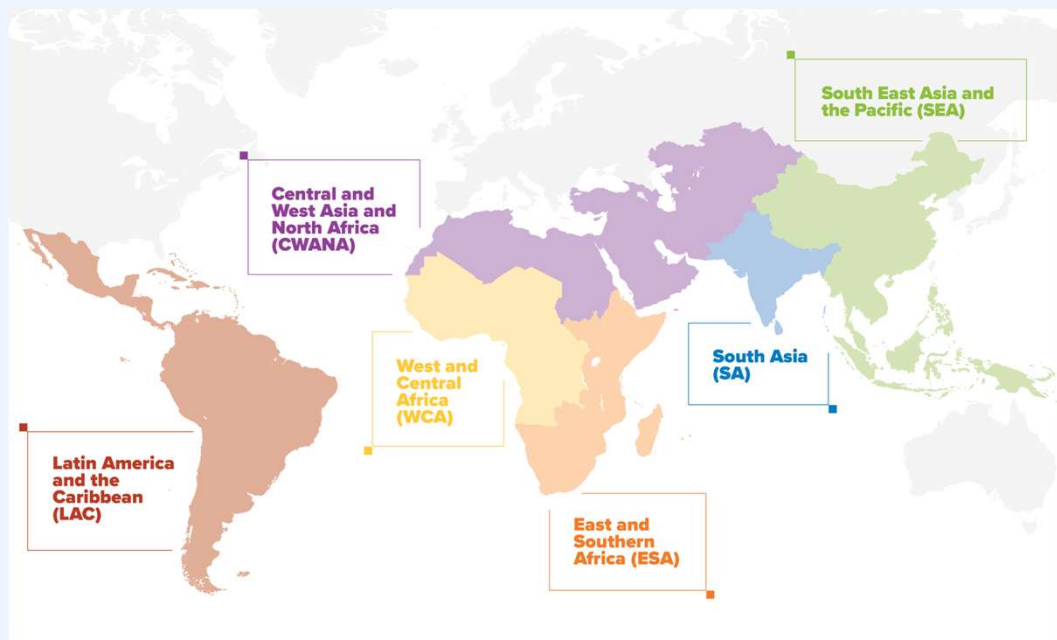 South East Asia and
the Pacific (SEA)
Central and
West Asia and
North Africa
(CWANA)
South Asia
(SA)
West and
Central
Africa
(WCA)
Latin America
and the
Caribbean
(LAC)
East and
Southern
Africa (ESA)